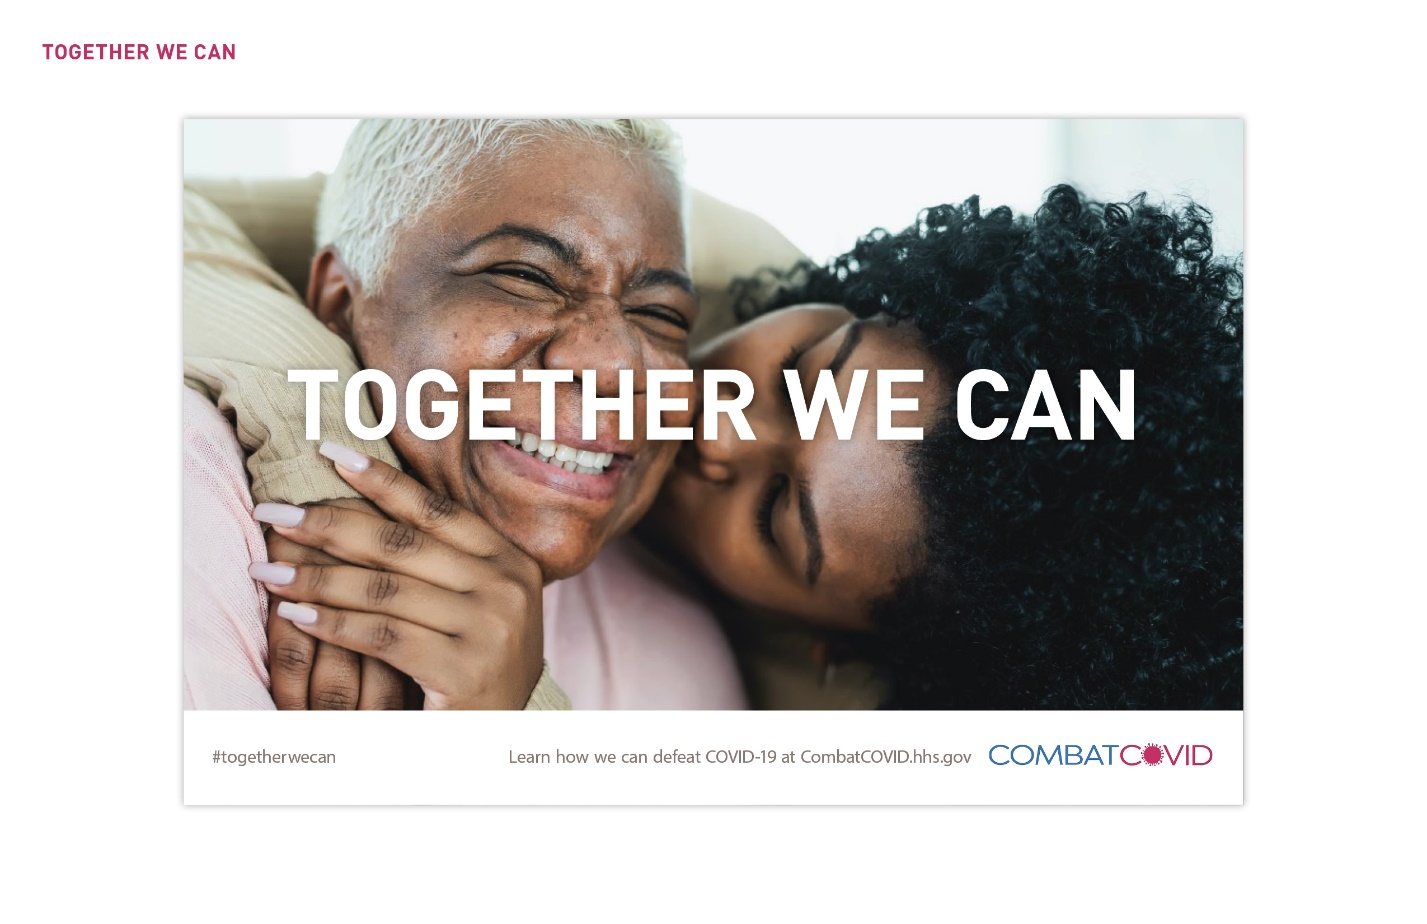 TOGETHER WE CAN
TOGETHER WE CAN
#togetherwecan
Learn how we can defeat COVID-19 at CombatCOVID.hhs.gov
COMBATCOVID